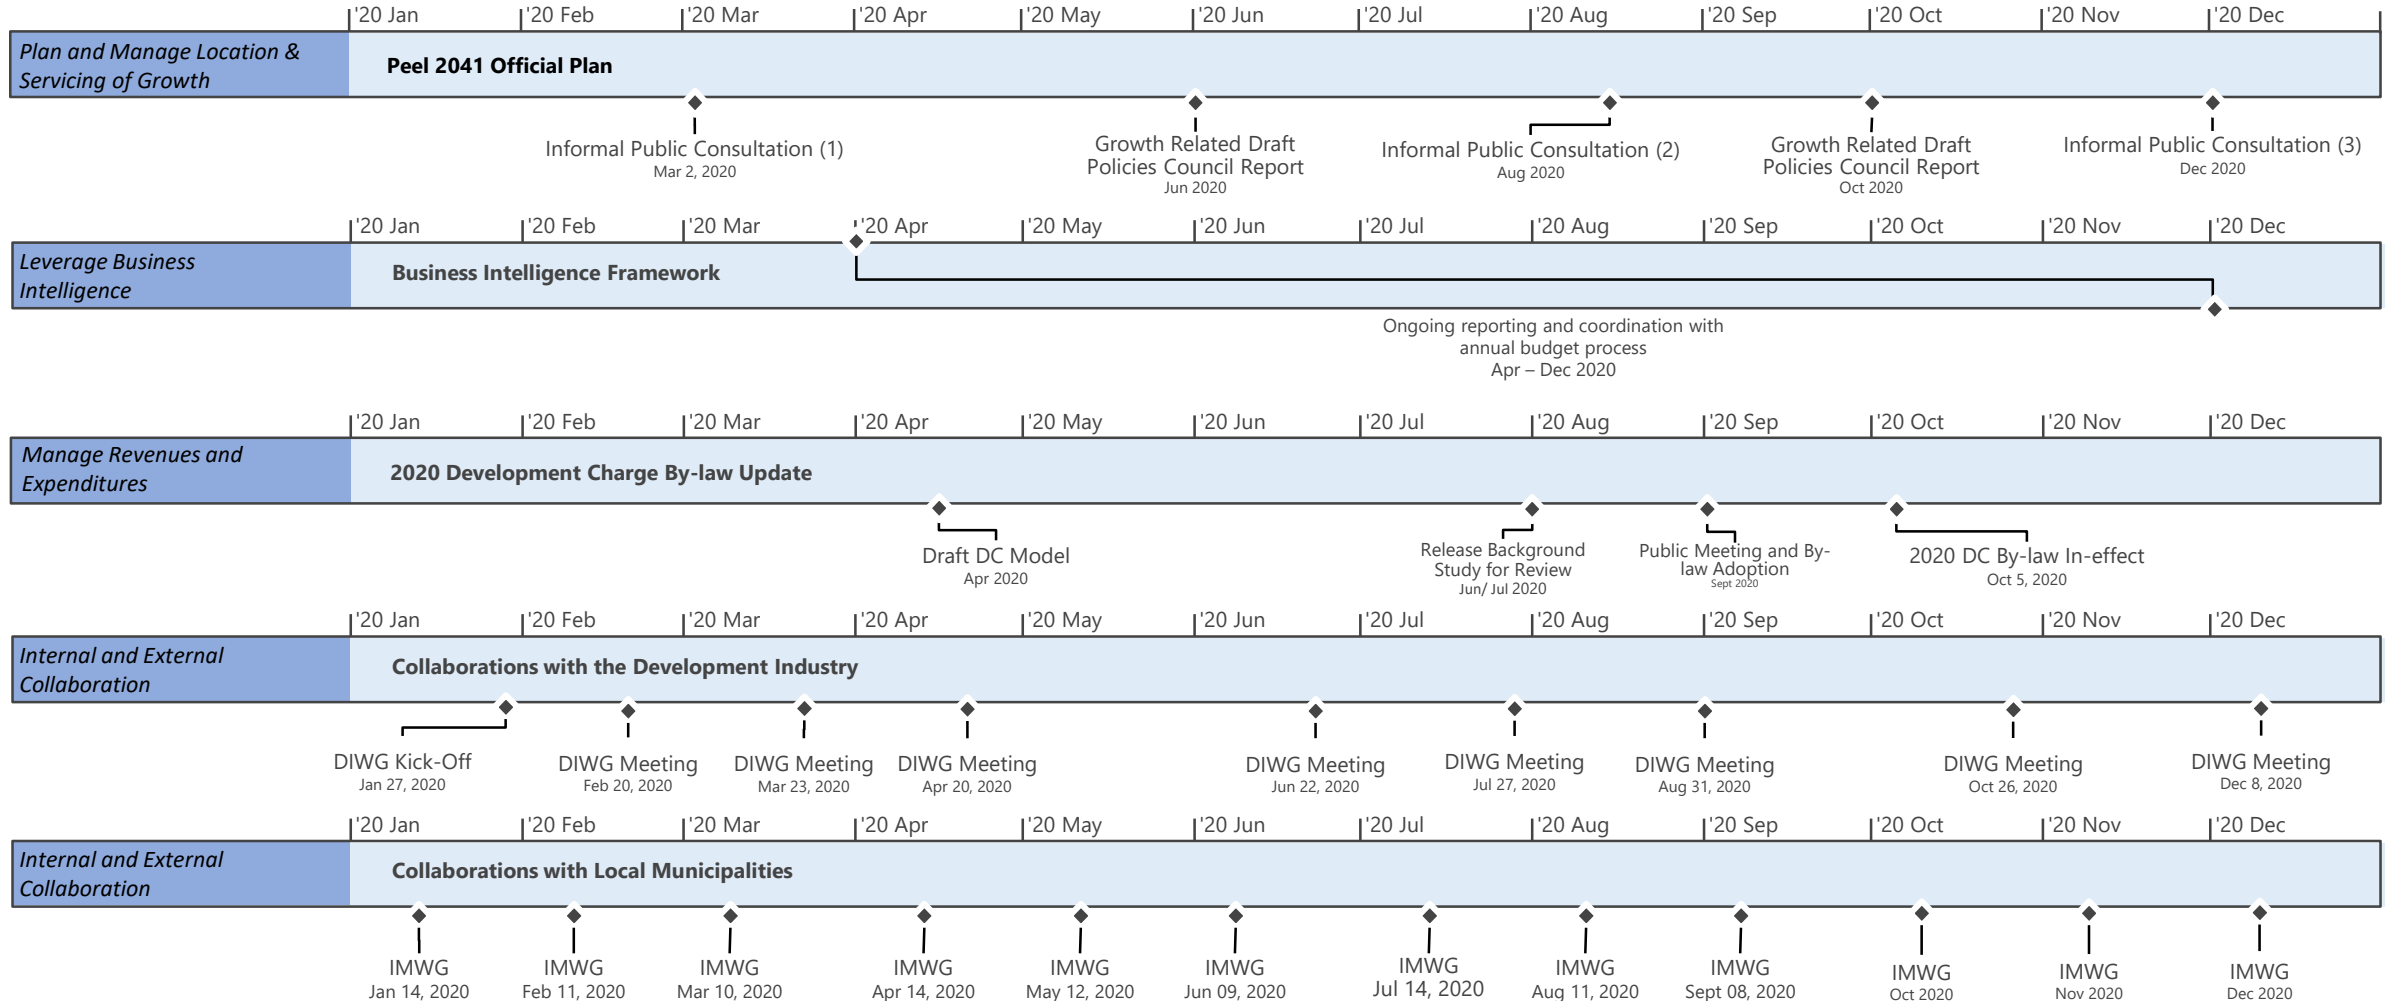 '20 Jan '20 Feb '20 Mar '20 Apr '20 May '20 Jun '20 Jul '20 Aug '20 Sep '20 Oct '20 Nov '20 Dec
Plan and Manage Location &
Servicing of Growth
Peel 2041 Official Plan
Informal Public Consultation (1)
Mar 2, 2020
Growth Related Draft
Policies Council Report
Jun 2020
Informal Public Consultation (2)
Aug 2020
Growth Related Draft
Policies Council Report
Oct 2020
Informal Public Consultation (3)
Dec 2020
'20 Jan '20 Feb '20 Mar '20 Apr '20 May '20 Jun '20 Jul '20 Aug '20 Sep '20 Oct '20 Nov '20 Dec
Leverage Business
Intelligence
Business Intelligence Framework
Ongoing reporting and coordination with
annual budget process
Apr – Dec 2020
'20 Jan '20 Feb '20 Mar '20 Apr '20 May '20 Jun '20 Jul '20 Aug '20 Sep '20 Oct '20 Nov '20 Dec
Manage Revenues and
Expenditures
2020 Development Charge By-law Update
Draft DC Model
Apr 2020
Release Background
Study for Review
Jun/ Jul 2020
Public Meeting and By-
law Adoption
Sept 2020
2020 DC By-law In-effect
Oct 5, 2020
'20 Jan '20 Feb '20 Mar '20 Apr '20 May '20 Jun '20 Jul '20 Aug '20 Sep '20 Oct '20 Nov '20 Dec
Internal and External
Collaboration
Collaborations with the Development Industry
DIWG Kick-Off
Jan 27, 2020
DIWG Meeting
Feb 20, 2020
DIWG Meeting
Mar 23, 2020
DIWG Meeting
Apr 20, 2020
DIWG Meeting
Jun 22, 2020
DIWG Meeting
Jul 27, 2020
DIWG Meeting
Aug 31, 2020
DIWG Meeting
Oct 26, 2020
DIWG Meeting
Dec 8, 2020
'20 Jan '20 Feb '20 Mar '20 Apr '20 May '20 Jun '20 Jul '20 Aug '20 Sep '20 Oct '20 Nov '20 Dec
Internal and External
Collaboration
Collaborations with Local Municipalities
IMWG
Jan 14, 2020
IMWG
Feb 11, 2020
IMWG
Mar 10, 2020
IMWG
Apr 14, 2020
IMWG
May 12, 2020
IMWG
Jun 09, 2020
IMWG
Jul 14, 2020
IMWG
Aug 11, 2020
IMWG
Sept 08, 2020
IMWG
Oct 2020
IMWG
Nov 2020
IMWG
Dec 2020